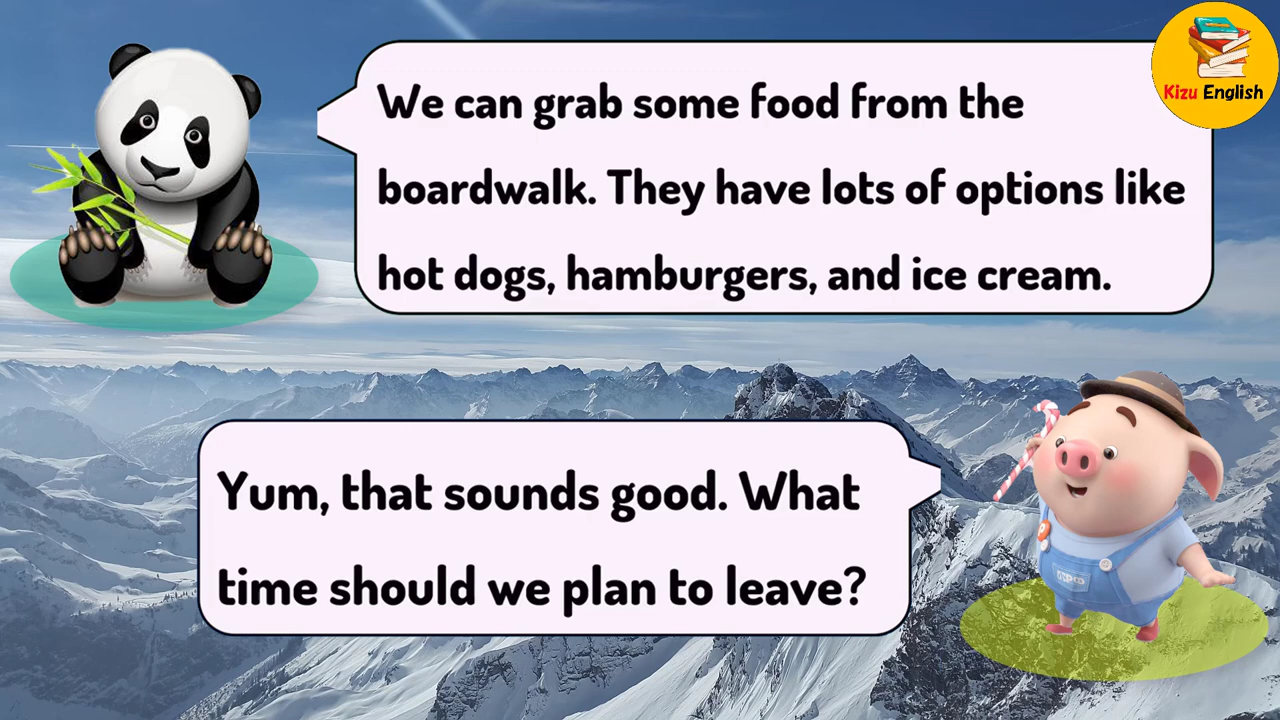 We can grab some food from the
boardwalk. They have lots of options like
hot dogs, hamburgers, and ice cream.
Kizu English
Yum, that sounds good. What
time should we plan to leave?